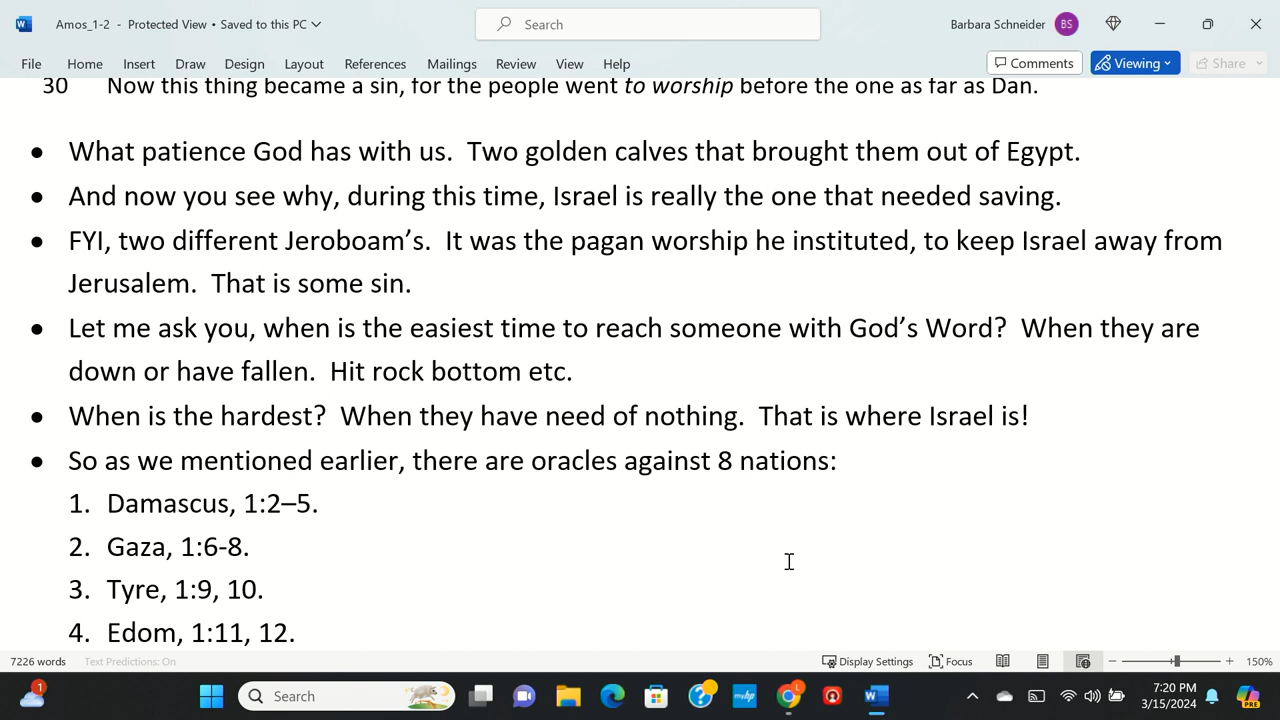 Amos_1-2 - Protected View • Saved to this PC
Search
Barbara Schneider
BS
File Home Insert Draw Design Layout References Mailings Review View Help
Comments
Viewing
Share
30 Now this thing became a sin, for the people went to worship before the one as far as Dan.
● What patience God has with us.  Two golden calves that brought them out of Egypt.
● And now you see why, during this time, Israel is really the one that needed saving.
● FYI, two different Jeroboam’s.  It was the pagan worship he instituted, to keep Israel away from
Jerusalem.  That is some sin.
● Let me ask you, when is the easiest time to reach someone with God’s Word?  When they are
down or have fallen.  Hit rock bottom etc.
● When is the hardest?  When they have need of nothing.  That is where Israel is!
● So as we mentioned earlier, there are oracles against 8 nations:
1. Damascus, 1:2–5.
2. Gaza, 1:6-8.
3. Tyre, 1:9, 10.
4. Edom, 1:11, 12.
7226 words
Text Predictions: On
Display Settings
Focus
150%
1
Search
myhp
PRE
7:20 PM
3/15/2024